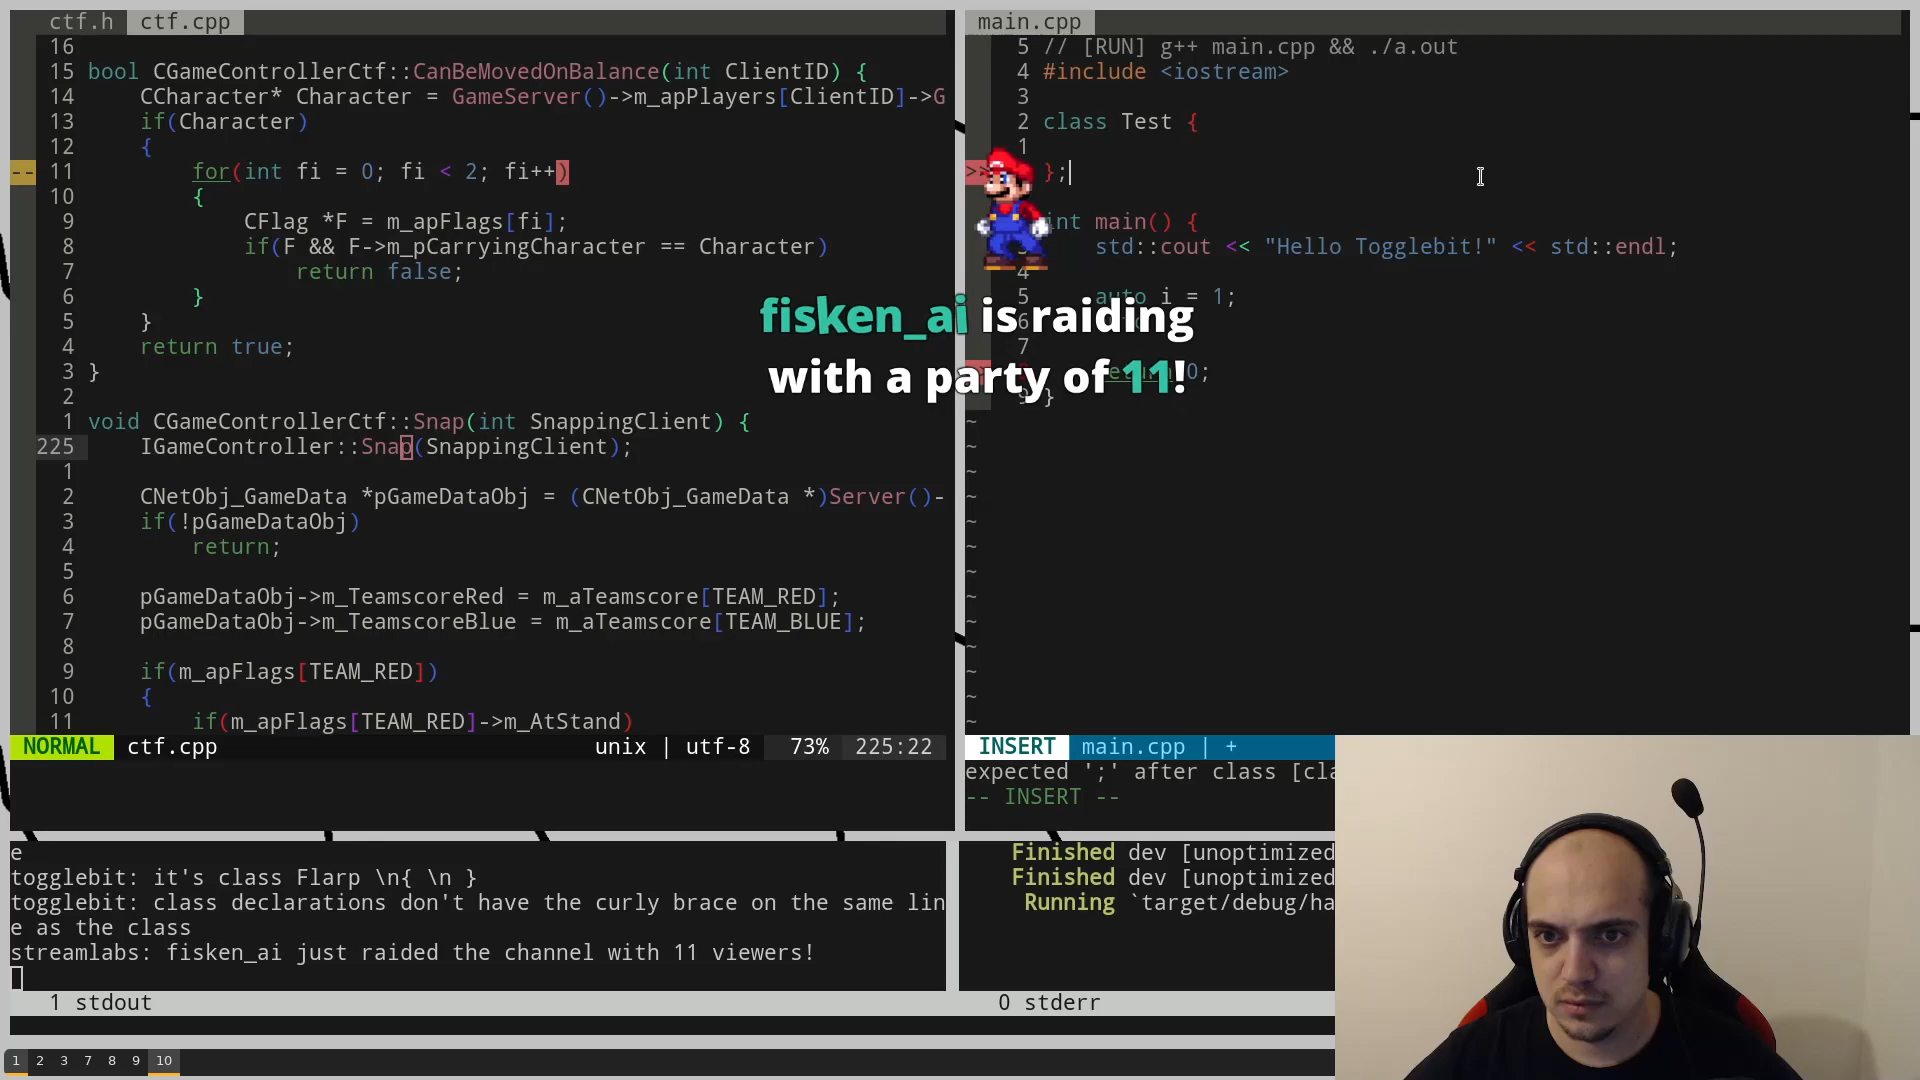 ctf.h ctf.cpp
16
15 bool CGameControllerCtf::CanBeMovedOnBalance(int ClientID) {
14 CCharacter* Character = GameServer()->m_apPlayers[ClientID]->G
13 if(Character)
12 {
-- 11 for(int fi = 0; fi < 2; fi++)
10 {
9 CFlag *F = m_apFlags[fi];
8 if(F && F->m_pCarryingCharacter == Character)
7 return false;
6 }
5 }
4 return true;
3 }
2
1 void CGameControllerCtf::Snap(int SnappingClient) {
225 IGameController::Snap(SnappingClient);
1
2 CNetObj_GameData *pGameDataObj = (CNetObj_GameData *)Server()-
3 if(!pGameDataObj)
4 return;
5
6 pGameDataObj->m_TeamscoreRed = m_aTeamscore[TEAM_RED];
7 pGameDataObj->m_TeamscoreBlue = m_aTeamscore[TEAM_BLUE];
8
9 if(m_apFlags[TEAM_RED])
10 {
11 if(m_apFlags[TEAM_RED]->m_AtStand)
NORMAL ctf.cpp unix | utf-8 73% 225:22
main.cpp
5 // [RUN] g++ main.cpp && ./a.out
4 #include <iostream>
3
2 class Test {
1
>> };
int main() {
std::cout << "Hello Togglebit!" << std::endl;
4
5 auto i = 1;
6
7
return 0;
9 }
~
~
~
~
~
~
~
~
~
~
~
~
~
INSERT main.cpp | +
expected ';' after class [cla
-- INSERT --
fisken_ai is raiding
with a party of 11!
e
togglebit: it's class Flarp \n{ \n }
togglebit: class declarations don't have the curly brace on the same lin
e as the class
streamlabs: fisken_ai just raided the channel with 11 viewers!
1 stdout
Finished dev [unoptimized
Finished dev [unoptimized
Running `target/debug/ha
0 stderr
1 2 3 7 8 9 10